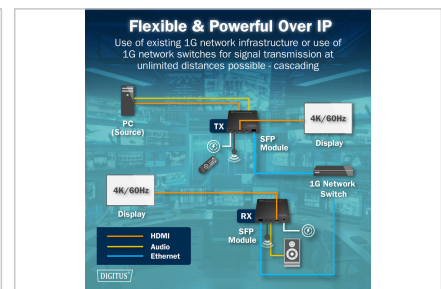 Flexible & Powerful Over IP
Use of existing 1G network infrastructure or use of
1G network switches for signal transmission at
unlimited distances possible - cascading
PC
(Source)
TX
SFP
Module
4K/60Hz
Display
1G Network
Switch
4K/60Hz
Display
RX
SFP
Module
HDMI
Audio
Ethernet
DIGITUS®